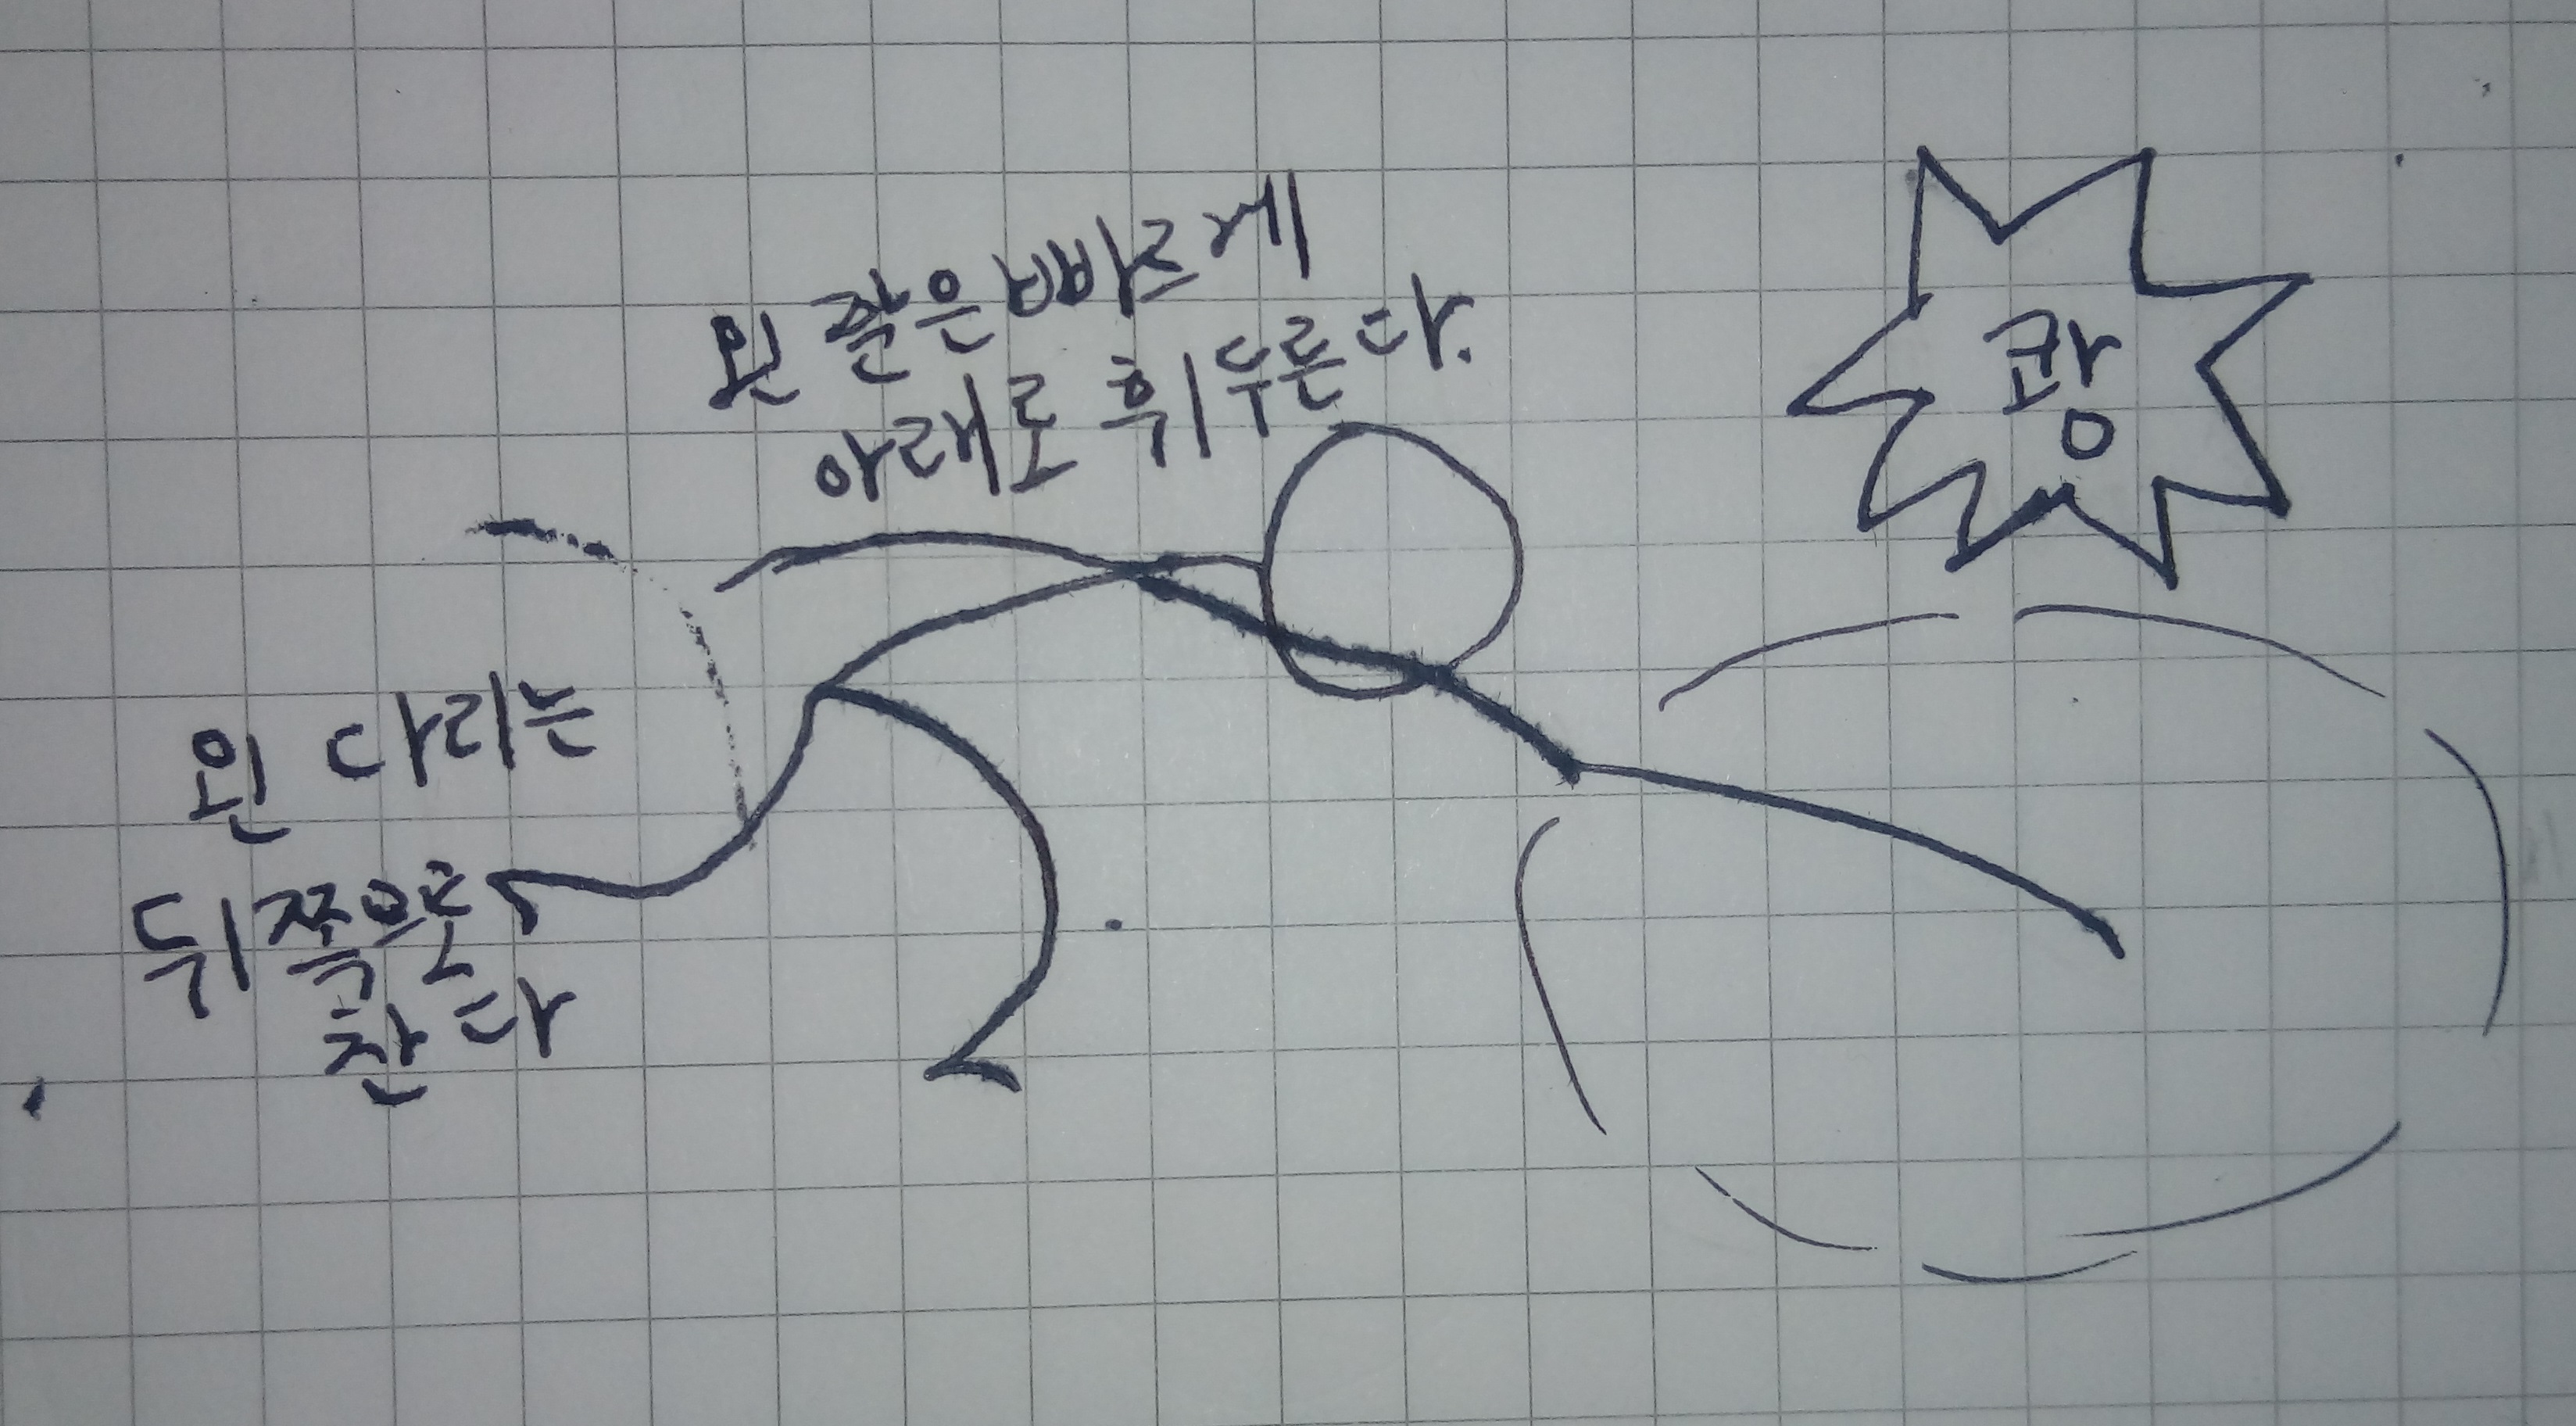 왼 팔은 빠르게
아래로 휘두른다.
쾅
왼 다리는
뒤쪽으로
찬다